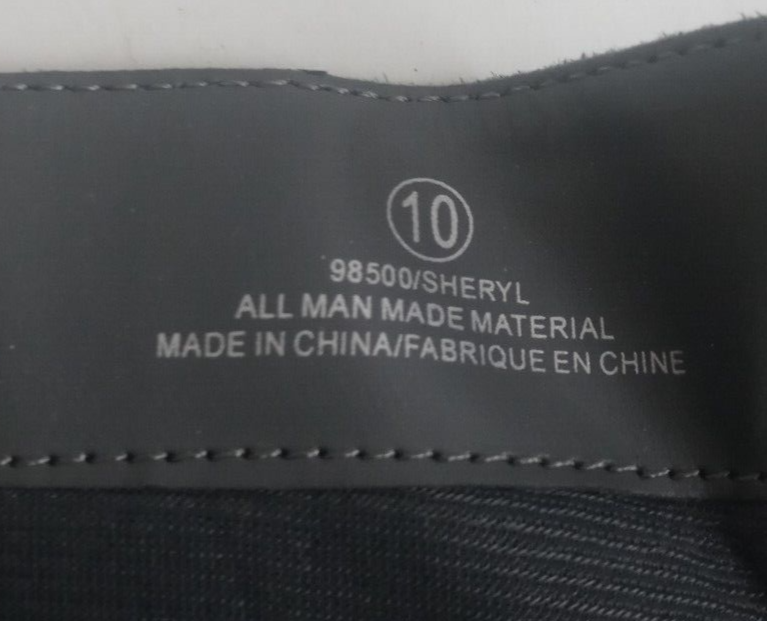 10
98500/SHERYL
ALL MAN MADE MATERIAL
MADE IN CHINA/FABRIQUE EN CHINE